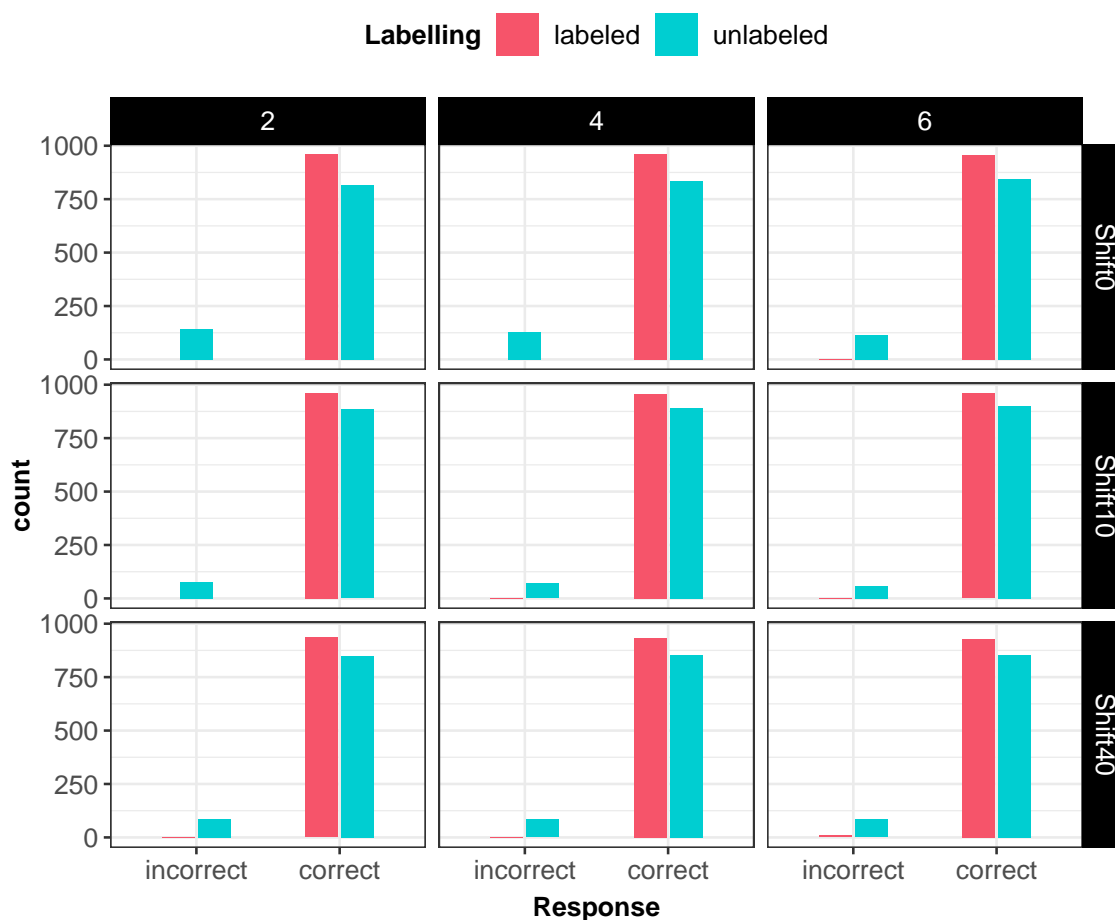 Labelling labeled unlabeled
2 4 6
1000
750
500
250
0
Shift0
1000
750
500
250
0
Shift10
1000
750
500
250
0
Shift40
count
incorrect correct incorrect correct incorrect correct
Response